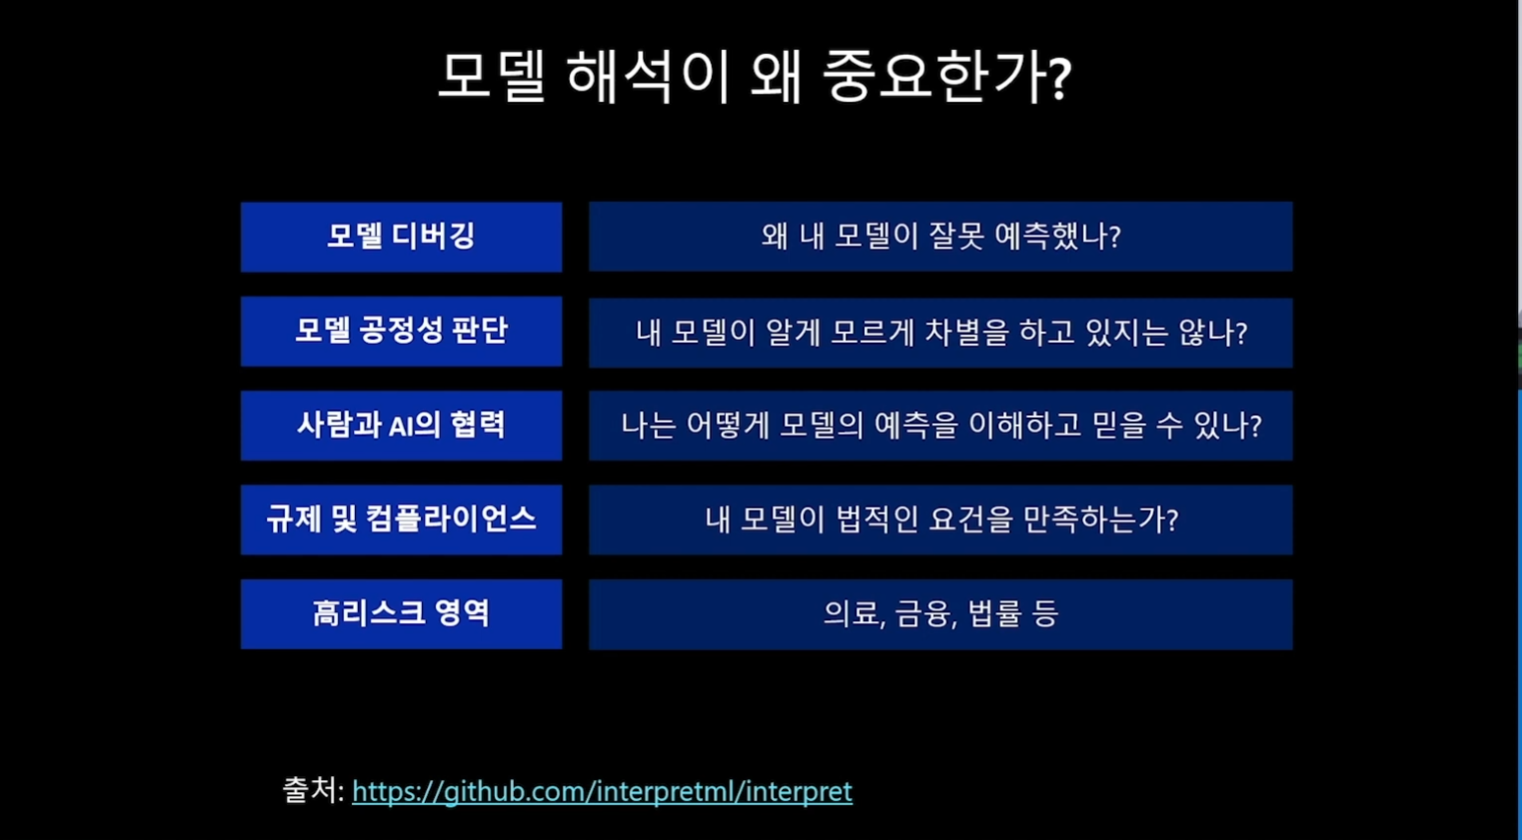 모델 해석이 왜 중요한가?
모델 디버깅
왜 내 모델이 잘못 예측했나?
모델 공정성 판단
내 모델이 알게 모르게 차별을 하고 있지는 않나?
사람과 AI의 협력
나는 어떻게 모델의 예측을 이해하고 믿을 수 있나?
규제 및 컴플라이언스
내 모델이 법적인 요건을 만족하는가?
高리스크 영역
의료, 금융, 법률 등
출처: https://github.com/interpretml/interpret